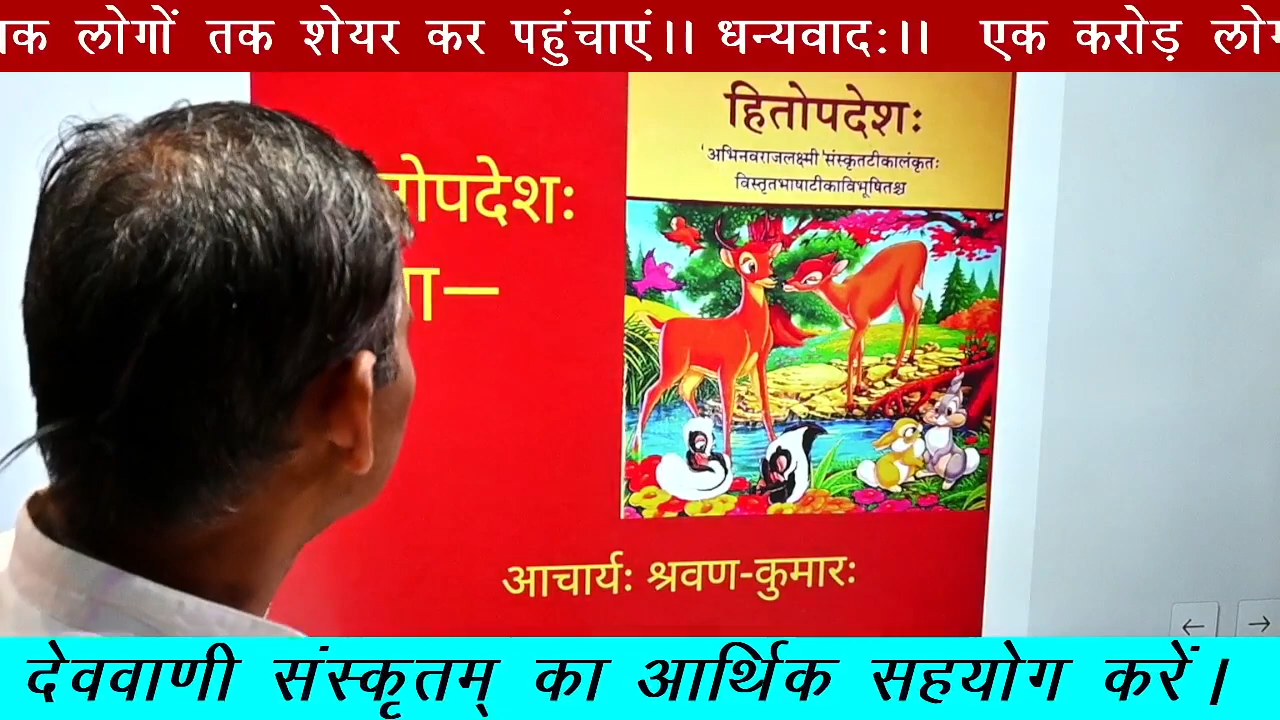 लोगों तक शेयर कर पहुंचाएं।। धन्यवादः।। एक करोड़
हितोपदेशः
'अभिनवराजलक्ष्मी'संस्कृतटीकालंकृतः
विस्तृतभाषाटीकाविभूषितश्च
आचार्यः श्रवण-कुमारः
देववाणी संस्कृतम् का आर्थिक सहयोग करें।